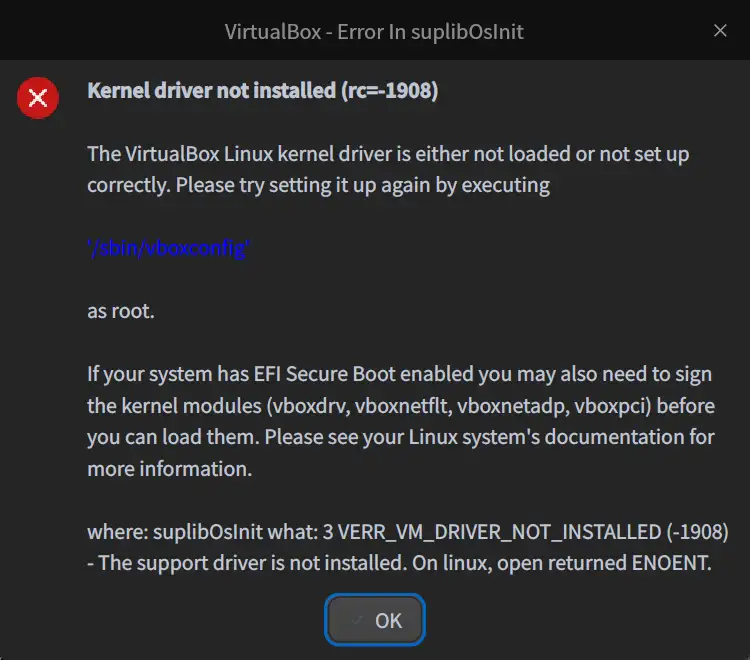 VirtualBox - Error In suplibOsInit
Kernel driver not installed (rc=-1908)
The VirtualBox Linux kernel driver is either not loaded or not set up
correctly. Please try setting it up again by executing
'/sbin/vboxconfig'
as root.
If your system has EFI Secure Boot enabled you may also need to sign
the kernel modules (vboxdrv, vboxnetflt, vboxnetadp, vboxpci) before
you can load them. Please see your Linux system's documentation for
more information.
where: suplibOsInit what: 3 VERR_VM_DRIVER_NOT_INSTALLED (-1908)
- The support driver is not installed. On linux, open returned ENOENT.
OK